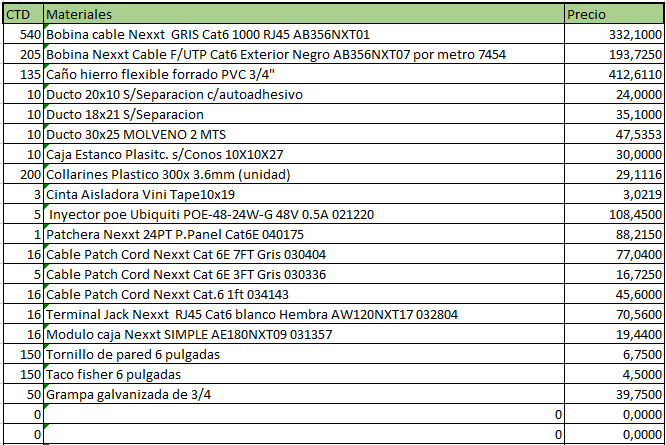 CTD Materiales Precio
540 Bobina cable Nexxt  GRIS Cat6 1000 RJ45 AB356NXT01 332,1000
205 Bobina Nexxt Cable F/UTP Cat6 Exterior Negro AB356NXT07 por metro 7454 193,7250
135 Caño hierro flexible forrado PVC 3/4" 412,6110
10 Ducto 20x10 S/Separacion c/autoadhesivo 24,0000
10 Ducto 18x21 S/Separacion 35,1000
10 Ducto 30x25 MOLVENO 2 MTS 47,5353
10 Caja Estanco Plasitc. s/Conos 10X10X27 30,0000
200 Collarines Plastico 300x 3.6mm (unidad) 29,1116
3 Cinta Aisladora Vini Tape10x19 3,0219
5 Inyector poe Ubiquiti POE-48-24W-G 48V 0.5A 021220 108,4500
1 Patchera Nexxt 24PT P.Panel Cat6E 040175 88,2150
16 Cable Patch Cord Nexxt Cat 6E 7FT Gris 030404 77,0400
5 Cable Patch Cord Nexxt Cat 6E 3FT Gris 030336 16,7250
16 Cable Patch Cord Nexxt Cat.6 1ft 034143 45,6000
16 Terminal Jack Nexxt  RJ45 Cat6 blanco Hembra AW120NXT17 032804 70,5600
16 Modulo caja Nexxt SIMPLE AE180NXT09 031357 19,4400
150 Tornillo de pared 6 pulgadas 6,7500
150 Taco fisher 6 pulgadas 4,5000
50 Grampa galvanizada de 3/4 39,7500
0 0 0,0000
0 0 0,0000